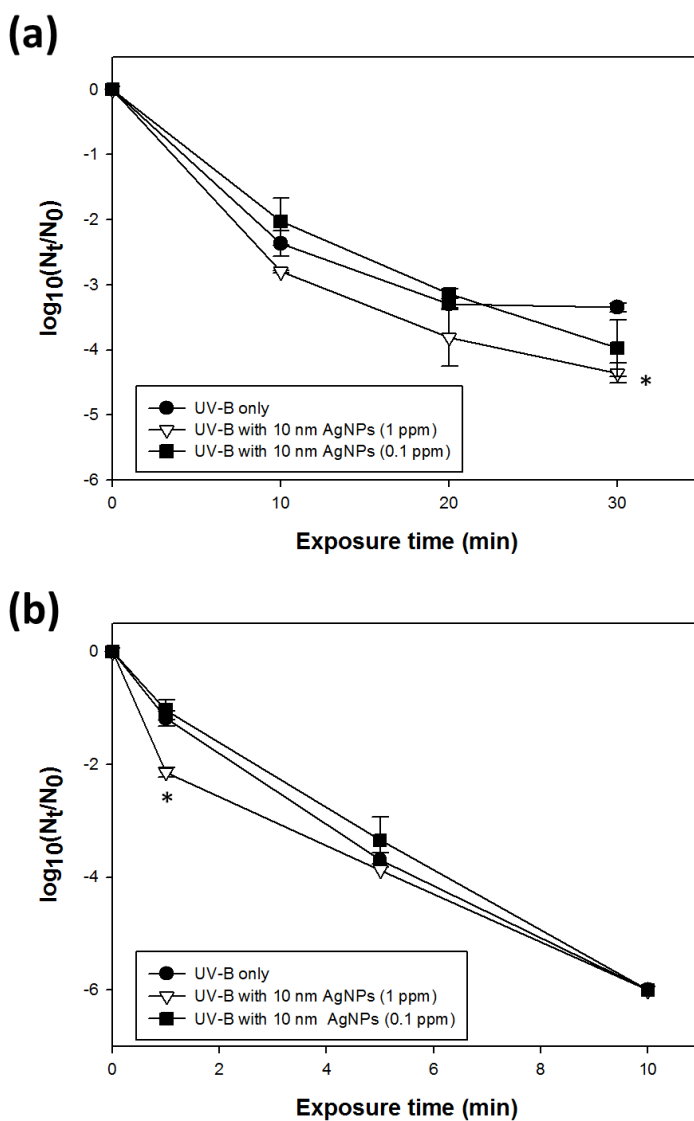 (a)
0
-1
-2
-3
-4
-5
-6
log10(Nt/N0)
*
UV-B only
UV-B with 10 nm AgNPs (1 ppm)
UV-B with 10 nm AgNPs (0.1 ppm)
0 10 20 30
Exposure time (min)
(b)
0
-2
-4
-6
log10(Nt/N0)
*
UV-B only
UV-B with 10 nm AgNPs (1 ppm)
UV-B with 10 nm  AgNPs (0.1 ppm)
0 2 4 6 8 10
Exposure time (min)